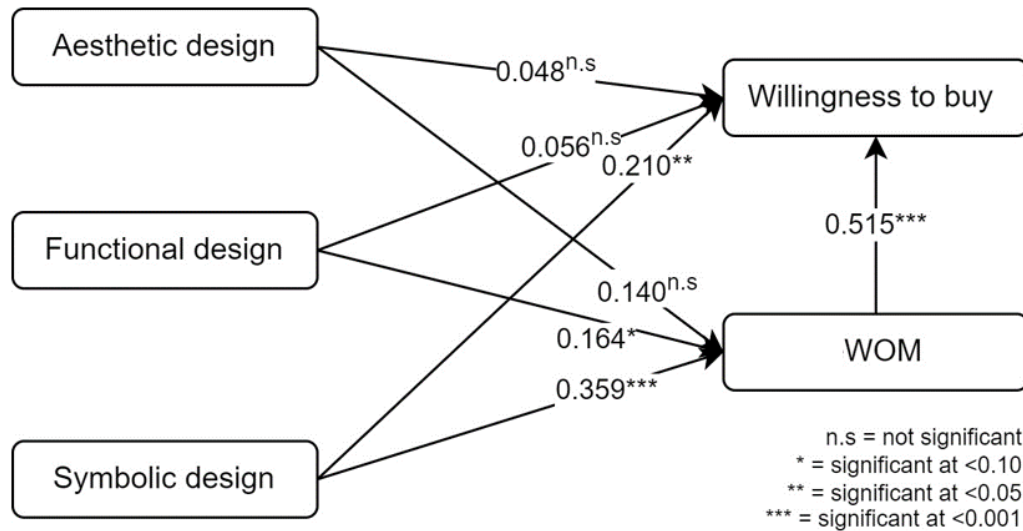 Aesthetic design
0.048n.s
Willingness to buy
0.056n.s
0.210**
Functional design
0.515***
0.140n.s
0.164*
WOM
0.359***
Symbolic design
n.s = not significant
* = significant at <0.10
** = significant at <0.05
*** = significant at <0.001